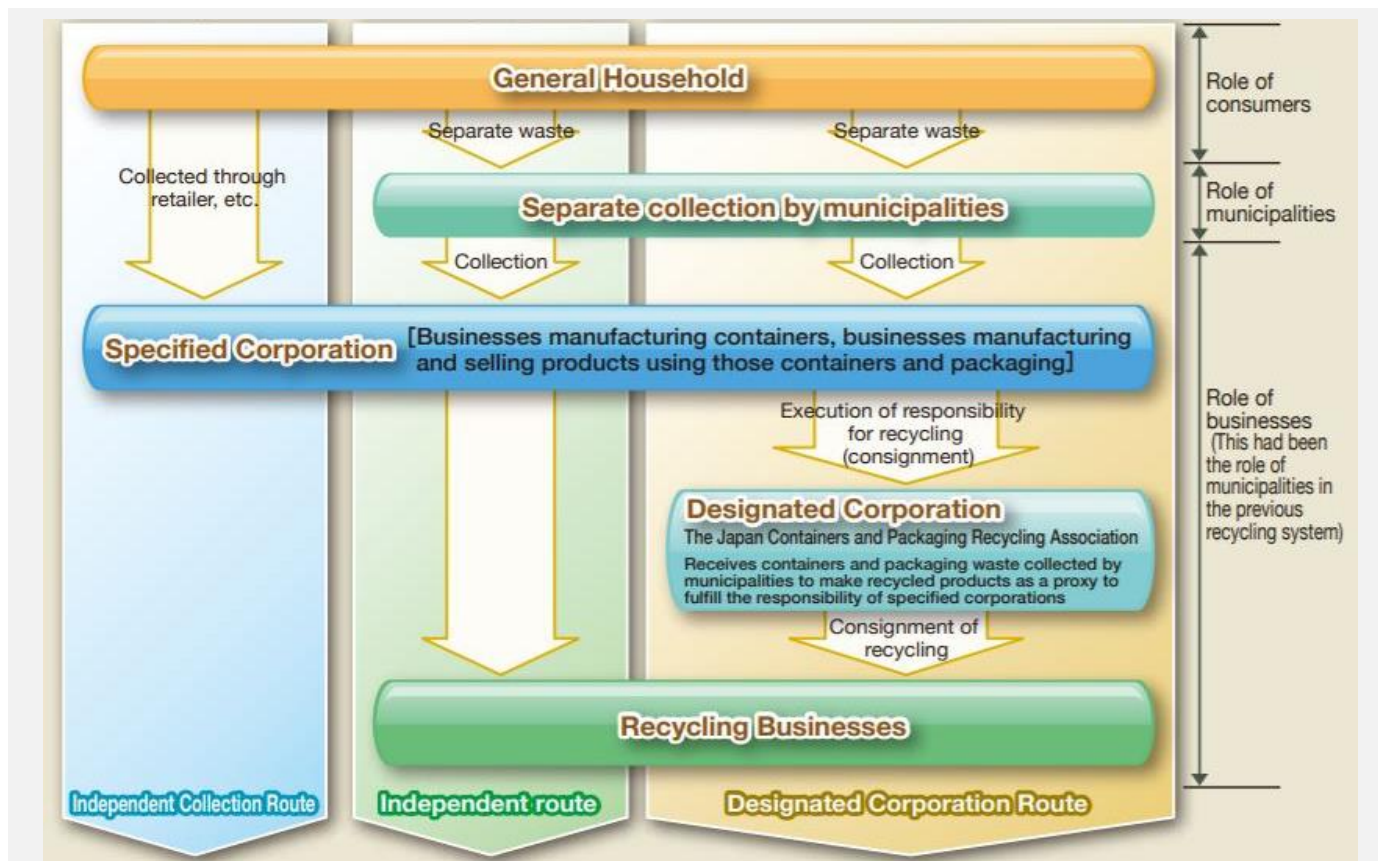 General Household
Separate waste
Separate waste
Collected through
retailer, etc.
Separate collection by municipalities
Collection
Collection
Specified Corporation
[Businesses manufacturing containers, businesses manufacturing
and selling products using those containers and packaging]
Execution of responsibility
for recycling
(consignment)
Designated Corporation
The Japan Containers and Packaging Recycling Association
Receives containers and packaging waste collected by
municipalities to make recycled products as a proxy to
fulfill the responsibility of specified corporations
Consignment of
recycling
Recycling Businesses
Independent Collection Route
Independent route
Designated Corporation Route
Role of
consumers
Role of
municipalities
Role of
businesses
(This had been
the role of
municipalities in
the previous
recycling system)